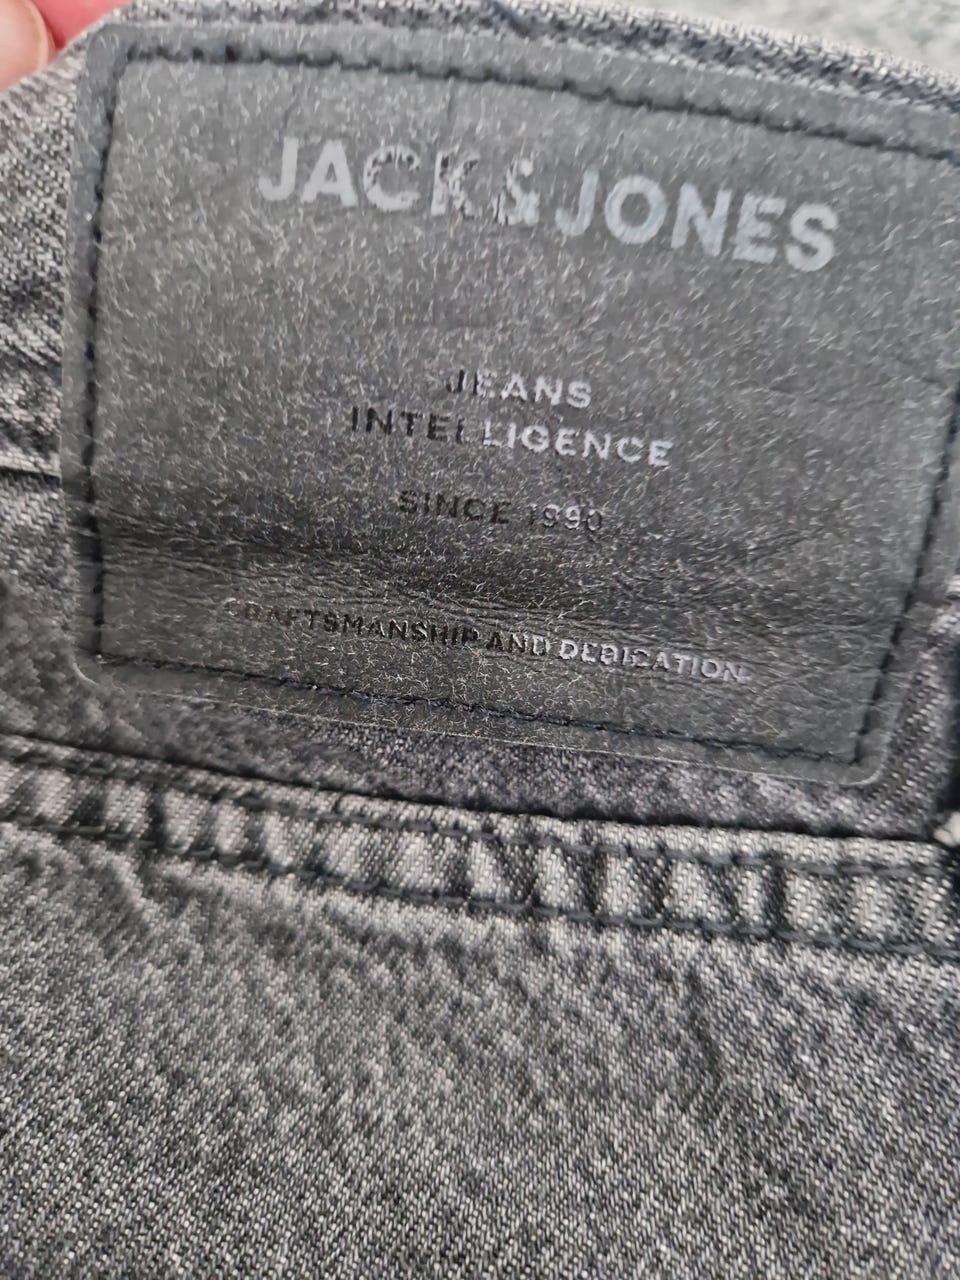 JACK & JONES
JEANS
INTELLIGENCE
SINCE 1990
CRAFTSMANSHIP AND DEDICATION